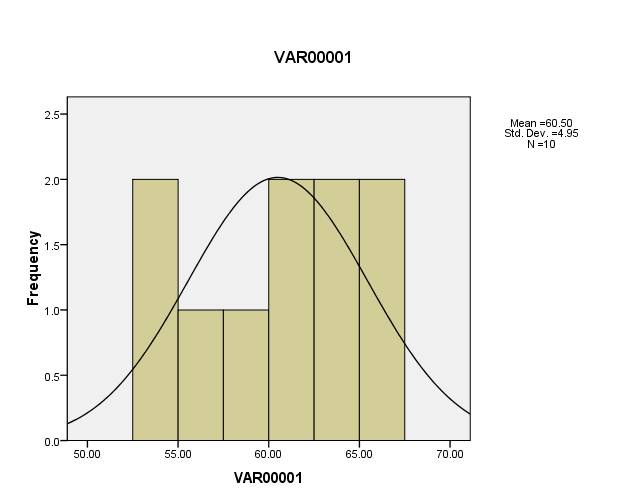 VAR00001
Mean =60.50
Std. Dev. =4.95
N =10
2.5
2.0
1.5
1.0
0.5
0.0
Frequency
50.00 55.00 60.00 65.00 70.00
VAR00001